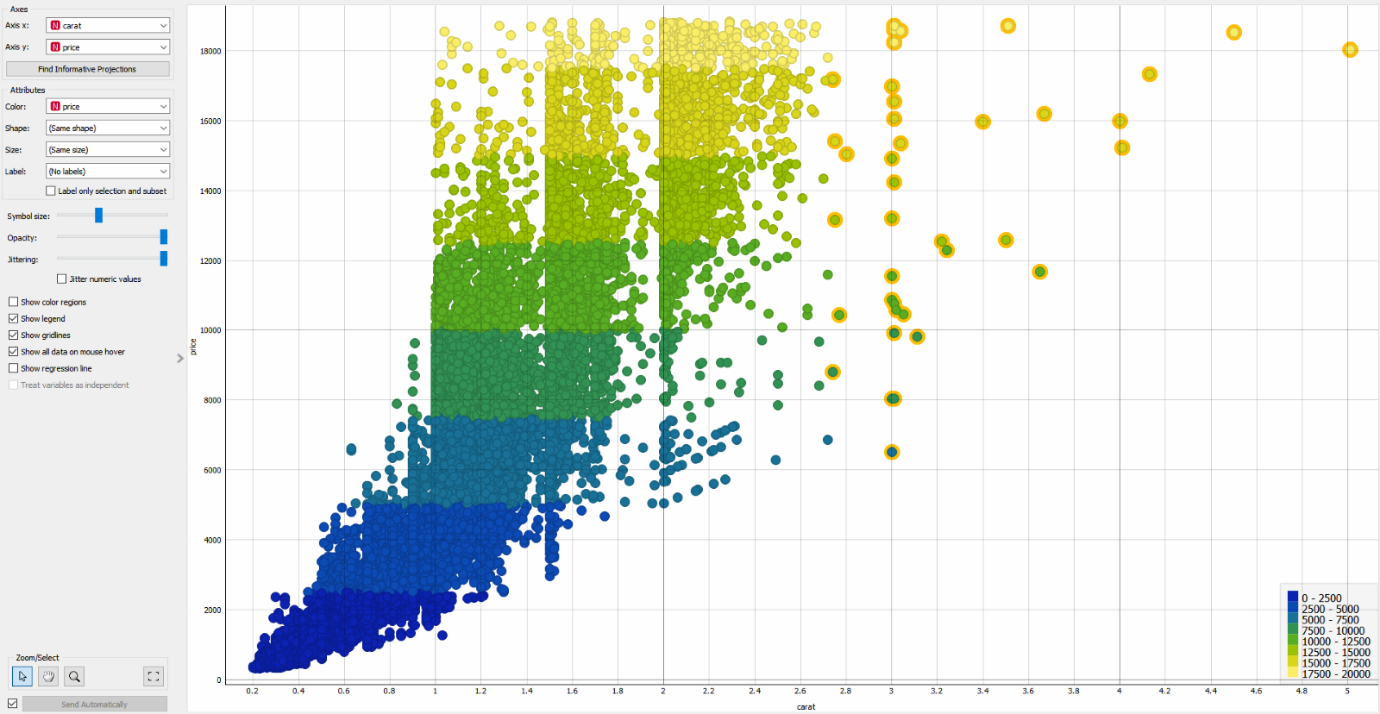 Axes
Axis x: N carat
Axis y: N price
Find Informative Projections
Attributes
Color: N price
Shape: (Same shape)
Size: (Same size)
Label: (No labels)
Label only selection and subset
Symbol size:
Opacity:
Jittering:
Jitter numeric values
Show color regions
Show legend
Show gridlines
Show all data on mouse hover
Show regression line
Treat variables as independent
Zoom/Select
Send Automatically
price
18000
16000
14000
12000
10000
8000
6000
4000
2000
0
0.2 0.4 0.6 0.8 1 1.2 1.4 1.6 1.8 2 2.2 2.4 2.6 2.8 3 3.2 3.4 3.6 3.8 4 4.2 4.4 4.6 4.8 5
carat
0 - 2500
2500 - 5000
5000 - 7500
7500 - 10000
10000 - 12500
12500 - 15000
15000 - 17500
17500 - 20000